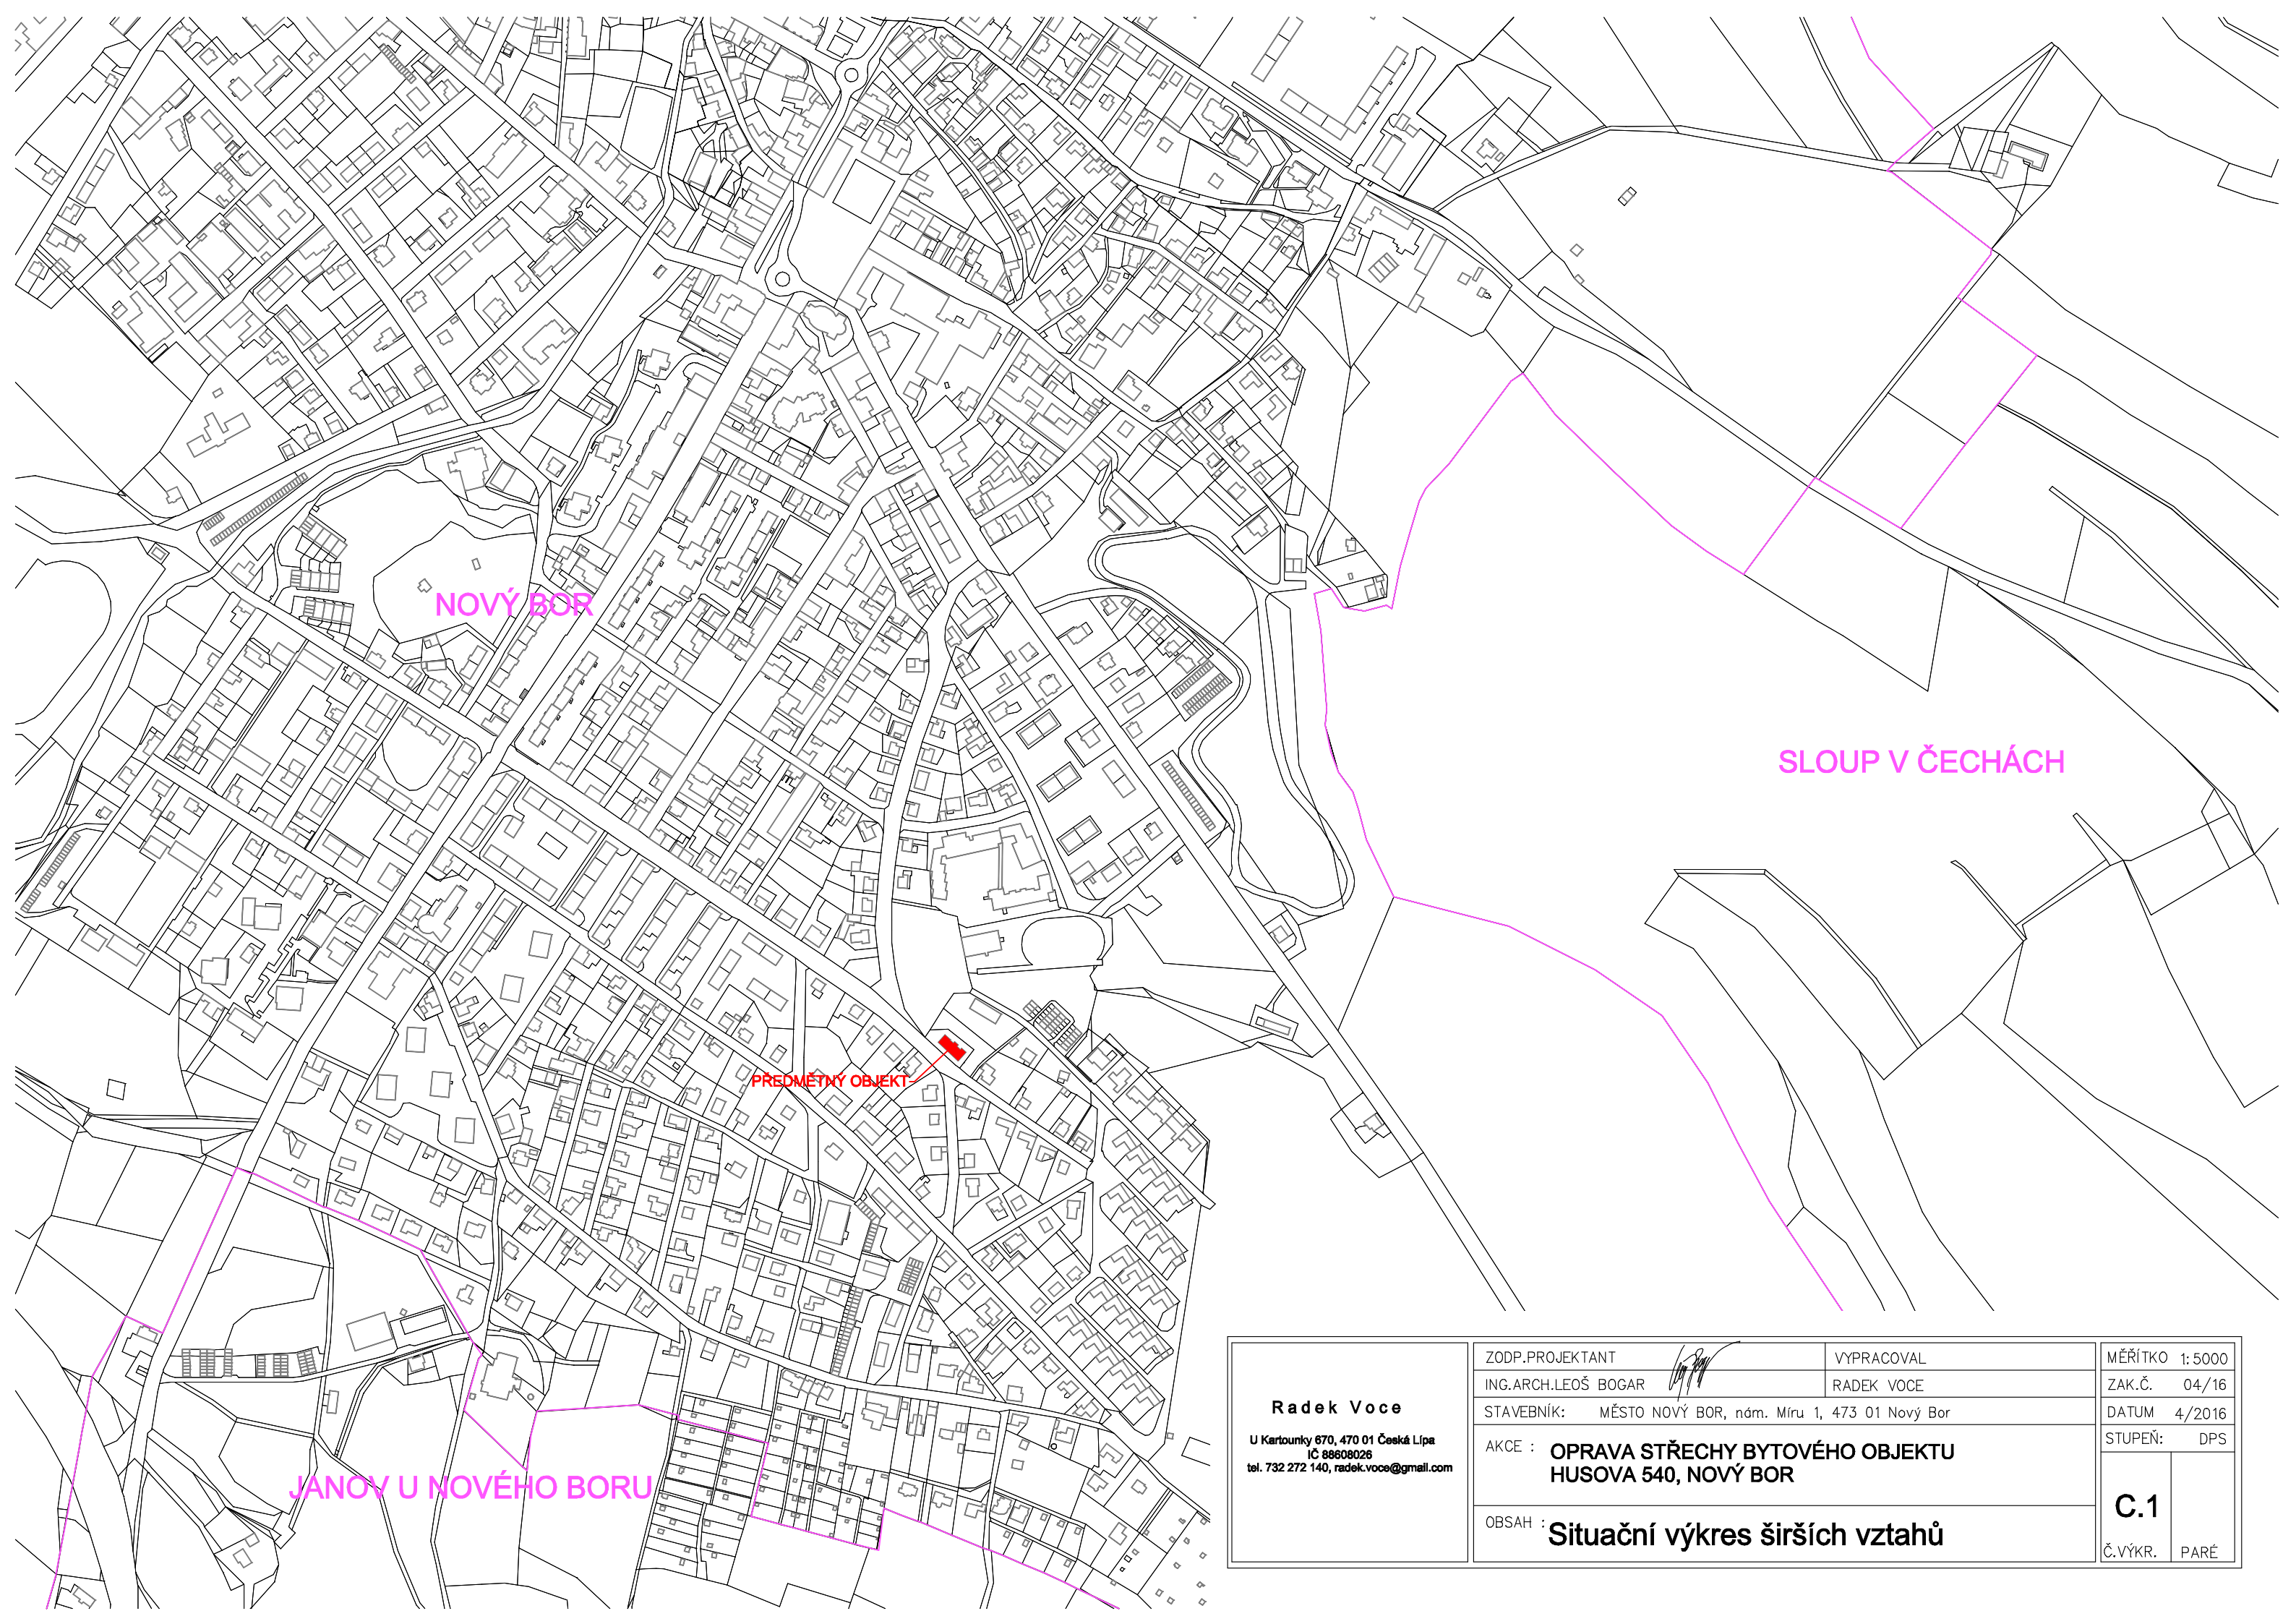 NOVÝ BOR
SLOUP V ČECHÁCH
PŘEDMĚTNÝ OBJEKT
JANOV U NOVÉHO BORU
Radek Voce
U Kartounky 670, 470 01 Česká Lípa
IČ 88608026
tel. 732 272 140, radek.voce@gmail.com
ZODP.PROJEKTANT
VYPRACOVAL
ING.ARCH.LEOŠ BOGAR
RADEK VOCE
STAVEBNÍK: MĚSTO NOVÝ BOR, nám. Míru 1, 473 01 Nový Bor
AKCE : OPRAVA STŘECHY BYTOVÉHO OBJEKTU
HUSOVA 540, NOVÝ BOR
OBSAH : Situační výkres širších vztahů
MĚŘÍTKO 1:5000
ZAK.Č. 04/16
DATUM 4/2016
STUPEŇ: DPS
C.1
Č.VÝKR. PARÉ